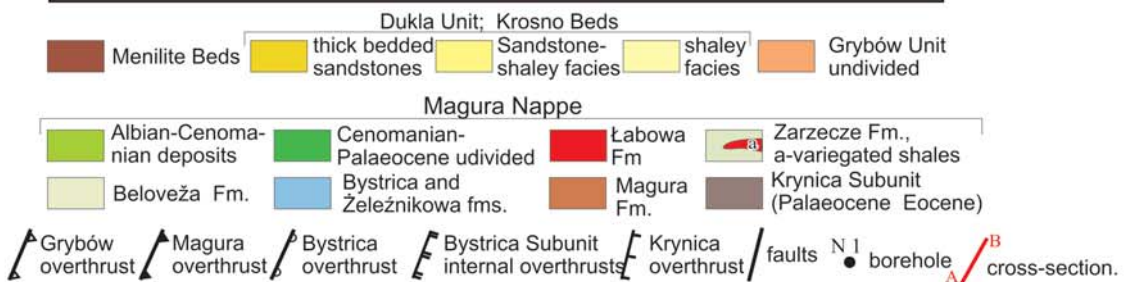 Dukla Unit; Krosno Beds
Menilite Beds
thick bedded
sandstones
Sandstone-
shaley facies
shaley
facies
Grybów Unit
undivided
Magura Nappe
Albian-Cenoma-
nian deposits
Cenomanian-
Palaeocene udivided
Łabowa
Fm
a
Zarzecze Fm.,
a-variegated shales
Beloveža Fm.
Bystrica and
Żeleźnikowa fms.
Magura
Fm.
Krynica Subunit
(Palaeocene Eocene)
Grybów
overthrust
Magura
overthrust
Bystrica
overthrust
Bystrica Subunit
internal overthrusts
Krynica
overthrust
faults
N 1
borehole
A
B
cross-section.